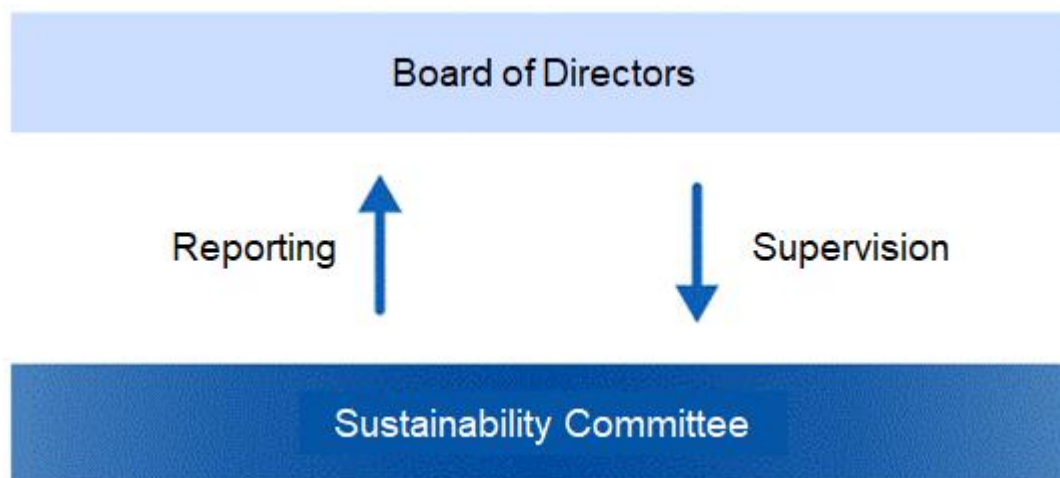 Board of Directors
Reporting
Supervision
Sustainability Committee